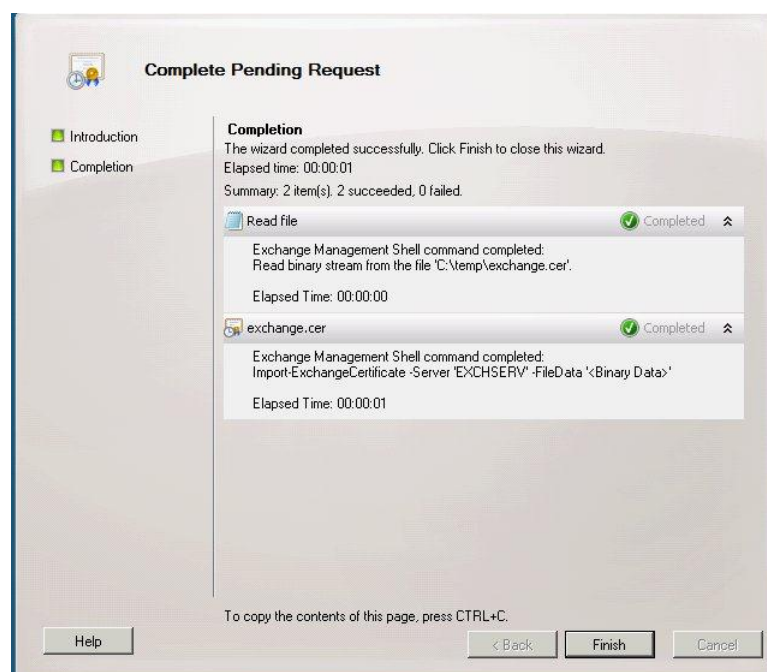 Complete Pending Request
Introduction
Completion
Completion
The wizard completed successfully. Click Finish to close this wizard.
Elapsed time: 00:00:01
Summary: 2 item(s). 2 succeeded, 0 failed.
Read file
Completed
Exchange Management Shell command completed:
Read binary stream from the file 'C:\temp\exchange.cer'.
Elapsed Time: 00:00:00
exchange.cer
Completed
Exchange Management Shell command completed:
Import-ExchangeCertificate -Server 'EXCHSERV' -FileData '<Binary Data>'
Elapsed Time: 00:00:01
To copy the contents of this page, press CTRL+C.
Help
< Back
Finish
Cancel